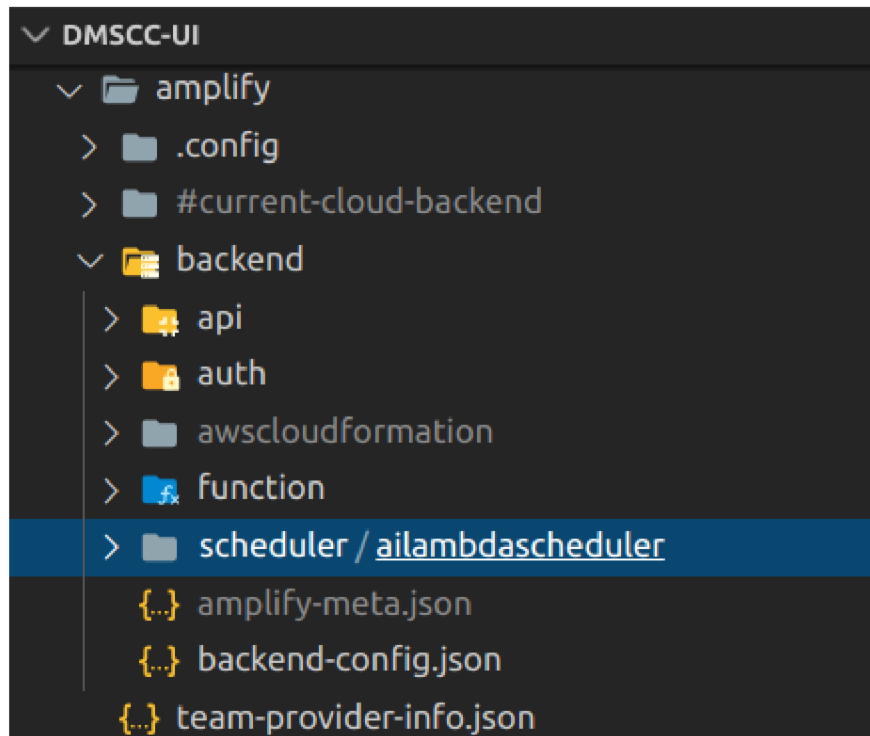 DMSCC-UI
amplify
.config
#current-cloud-backend
backend
api
auth
awscloudformation
function
scheduler / ailambdascheduler
{...} amplify-meta.json
{...} backend-config.json
{...} team-provider-info.json